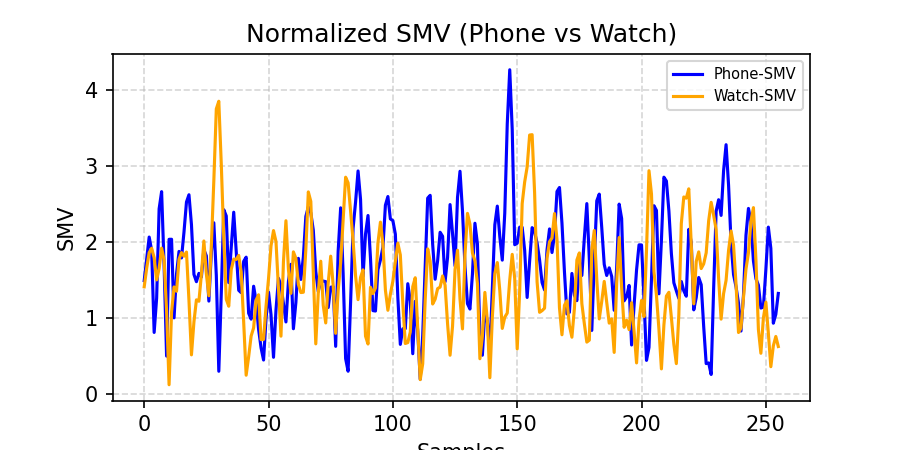 Normalized SMV (Phone vs Watch)
Phone-SMV
Watch-SMV
SMV
4
3
2
1
0
0 50 100 150 200 250
Samples